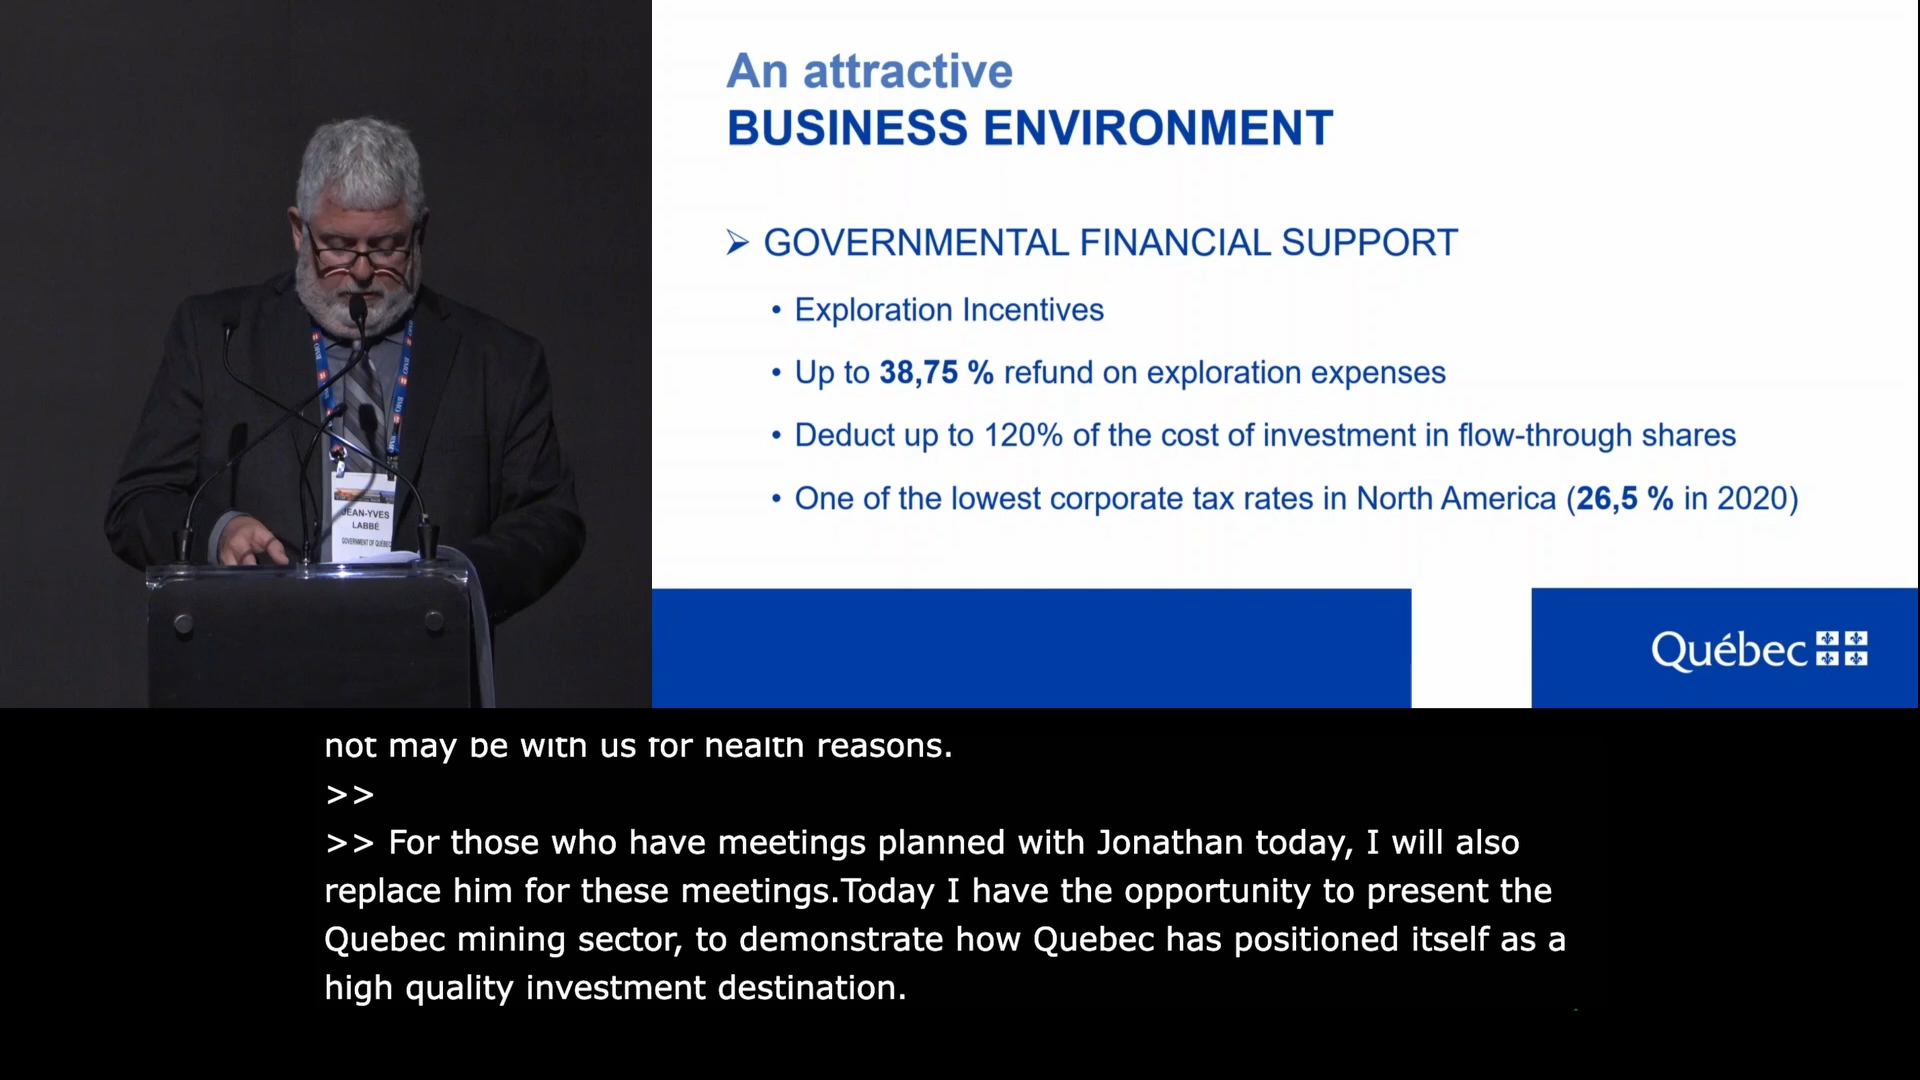 An attractive
BUSINESS ENVIRONMENT
➢ GOVERNMENTAL FINANCIAL SUPPORT
• Exploration Incentives
• Up to 38,75 % refund on exploration expenses
• Deduct up to 120% of the cost of investment in flow-through shares
• One of the lowest corporate tax rates in North America (26,5 % in 2020)
Québec
JEAN-YVES
LABBÉ
GOVERNMENT OF QUÉBEC
not may be with us for health reasons.
>>
>> For those who have meetings planned with Jonathan today, I will also
replace him for these meetings.Today I have the opportunity to present the
Quebec mining sector, to demonstrate how Quebec has positioned itself as a
high quality investment destination.